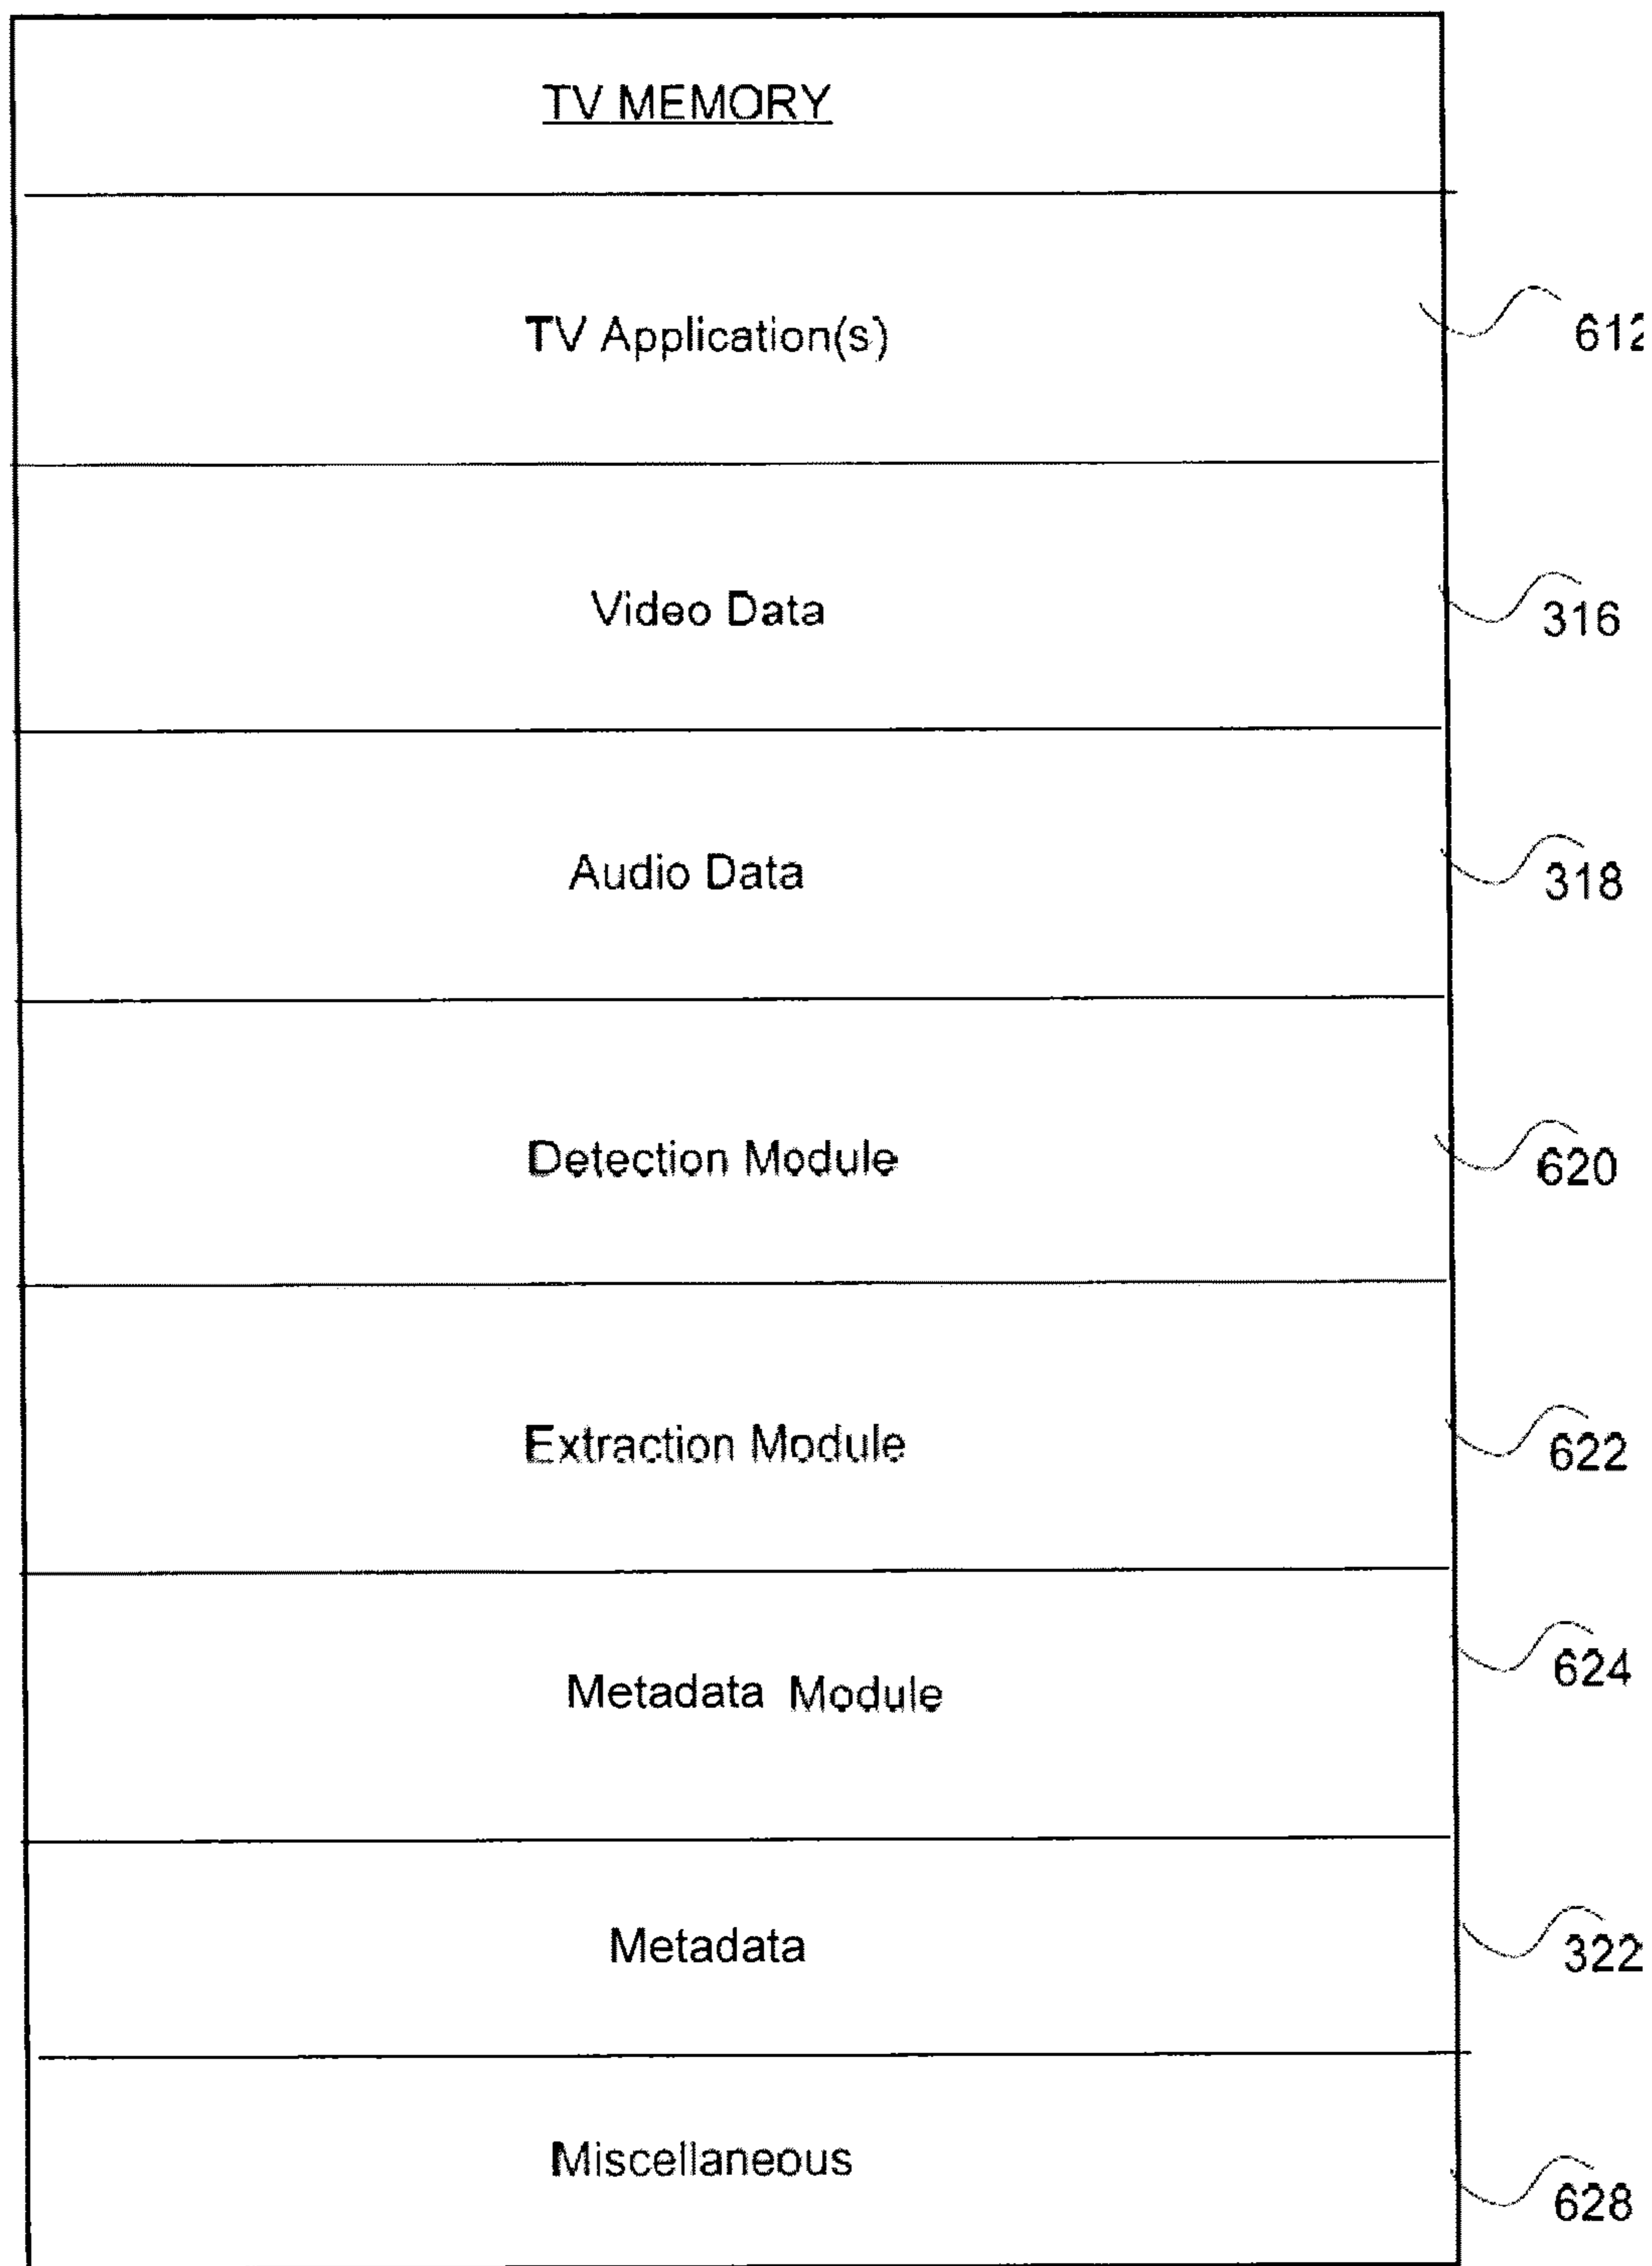 TV MEMORY
TV Application(s)
612
Video Data
316
Audio Data
318
Detection Module
620
Extraction Module
622
Metadata Module
624
Metadata
322
Miscellaneous
628